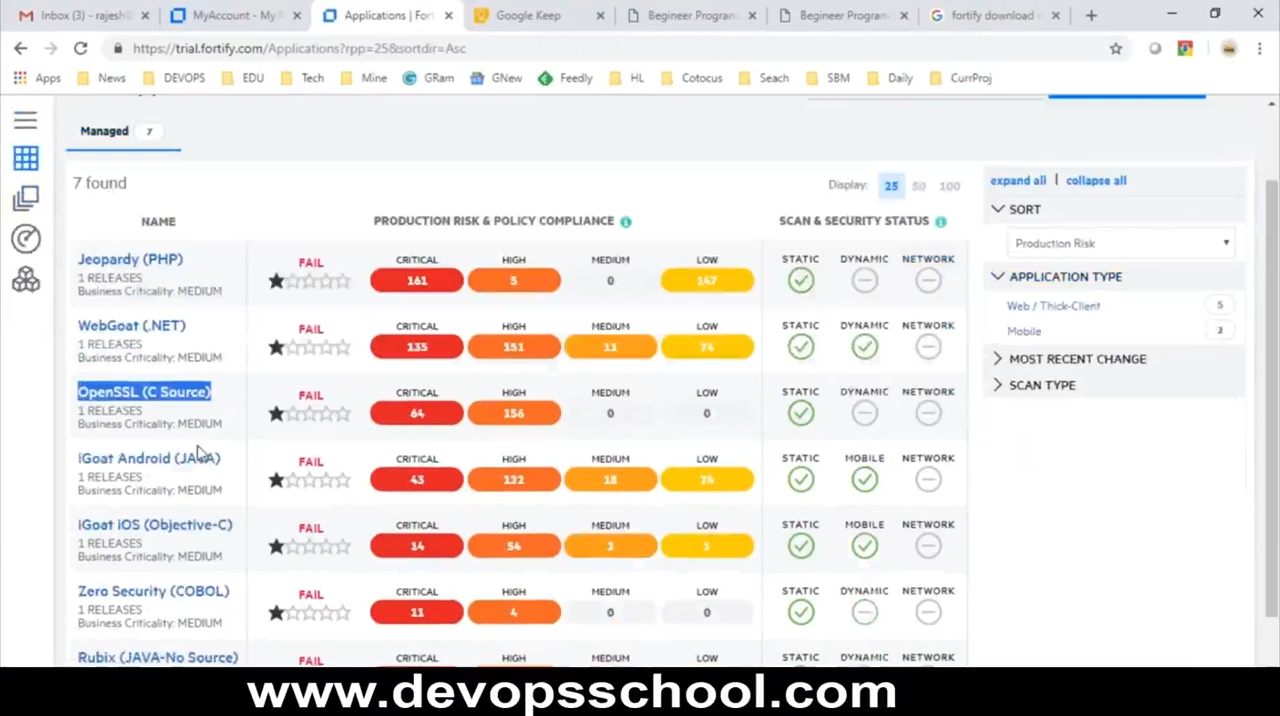 Inbox (3) - rajesh@
MyAccount - My F
Applications | Forti
Google Keep
Begineer Program
Begineer Program
fortify download
https://trial.fortify.com/Applications?rpp=25&sortdir=Asc
Apps
News
DEVOPS
EDU
Tech
Mine
GRam
GNew
Feedly
HL
Cotocus
Seach
SBM
Daily
CurrProj
Managed 7
7 found
Display: 25 50 100
NAME
PRODUCTION RISK & POLICY COMPLIANCE
SCAN & SECURITY STATUS
Jeopardy (PHP)
1 RELEASES
Business Criticality: MEDIUM
FAIL
CRITICAL HIGH MEDIUM LOW
161 5 0 147
STATIC DYNAMIC NETWORK
WebGoat (.NET)
1 RELEASES
Business Criticality: MEDIUM
FAIL
CRITICAL HIGH MEDIUM LOW
135 151 11 74
STATIC DYNAMIC NETWORK
OpenSSL (C Source)
1 RELEASES
Business Criticality: MEDIUM
FAIL
CRITICAL HIGH MEDIUM LOW
64 156 0 0
STATIC DYNAMIC NETWORK
iGoat Android (JAVA)
1 RELEASES
Business Criticality: MEDIUM
FAIL
CRITICAL HIGH MEDIUM LOW
43 122 18 74
STATIC MOBILE NETWORK
iGoat iOS (Objective-C)
1 RELEASES
Business Criticality: MEDIUM
FAIL
CRITICAL HIGH MEDIUM LOW
14 54 2 1
STATIC MOBILE NETWORK
Zero Security (COBOL)
1 RELEASES
Business Criticality: MEDIUM
FAIL
CRITICAL HIGH MEDIUM LOW
11 4 0 0
STATIC DYNAMIC NETWORK
Rubix (JAVA-No Source)
FAIL
CRITICAL HIGH MEDIUM LOW
STATIC DYNAMIC NETWORK
expand all | collapse all
SORT
Production Risk
APPLICATION TYPE
Web / Thick-Client 5
Mobile 2
MOST RECENT CHANGE
SCAN TYPE
www.devopsschool.com